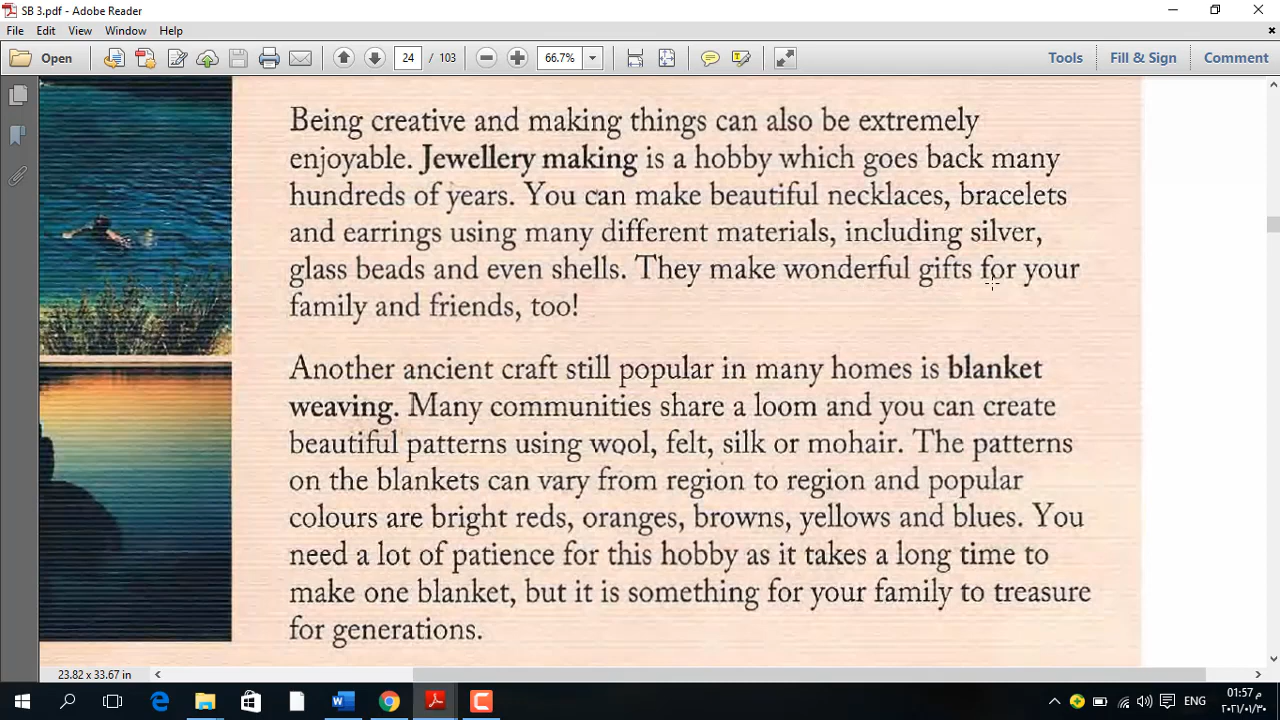 SB 3.pdf - Adobe Reader
File Edit View Window Help
Open 24 / 103 66.7% Tools Fill & Sign Comment
Being creative and making things can also be extremely
enjoyable. Jewellery making is a hobby which goes back many
hundreds of years. You can make beautiful necklaces, bracelets
and earrings using many different materials, including silver,
glass beads and even shells. They make wonderful gifts for your
family and friends, too!
Another ancient craft still popular in many homes is blanket
weaving. Many communities share a loom and you can create
beautiful patterns using wool, felt, silk or mohair. The patterns
on the blankets can vary from region to region and popular
colours are bright reds, oranges, browns, yellows and blues. You
need a lot of patience for this hobby as it takes a long time to
make one blanket, but it is something for your family to treasure
for generations.
23.82 x 33.67 in
ENG
01:57 م
٢٠٢١/٠١/٣٠